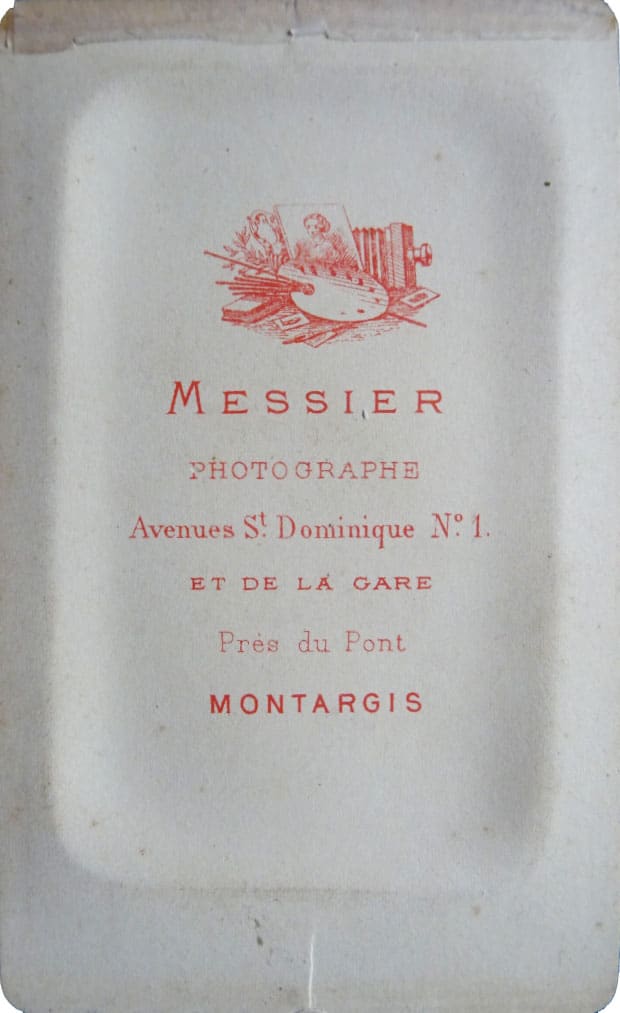 MESSIER
PHOTOGRAPHE
Avenues St. Dominique No. 1.
ET DE LA GARE
Près du Pont
MONTARGIS